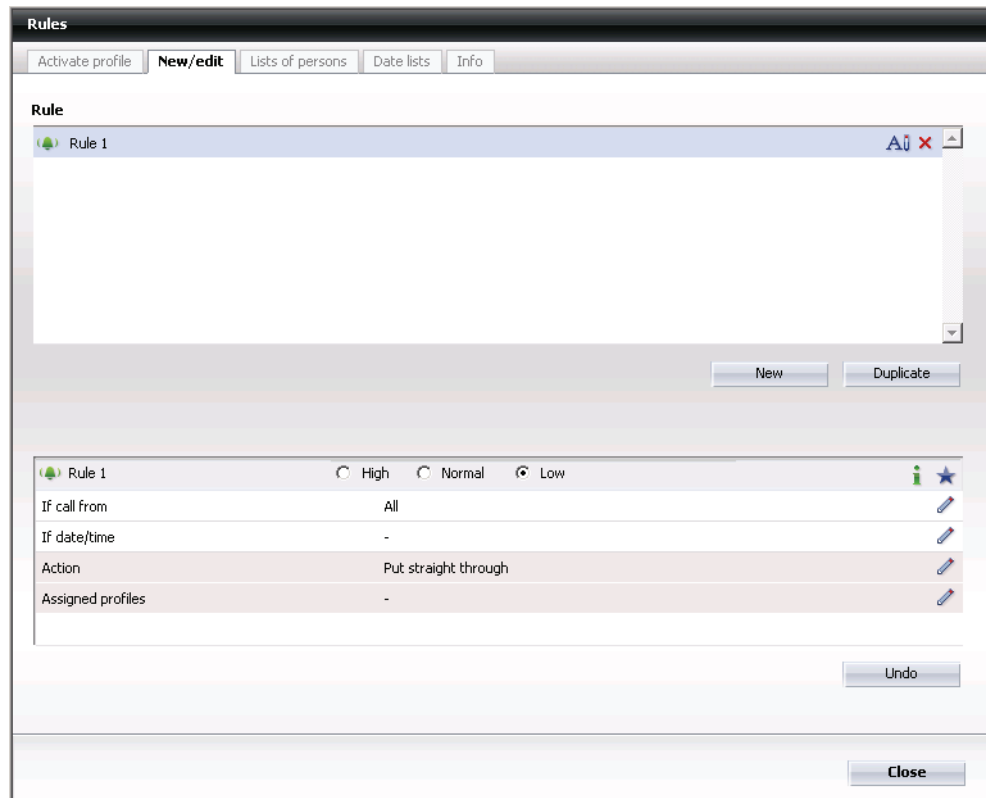 Rules
Activate profile New/edit Lists of persons Date lists Info
Rule
Rule 1
New Duplicate
Rule 1 High Normal Low
If call from All
If date/time -
Action Put straight through
Assigned profiles -
Undo
Close